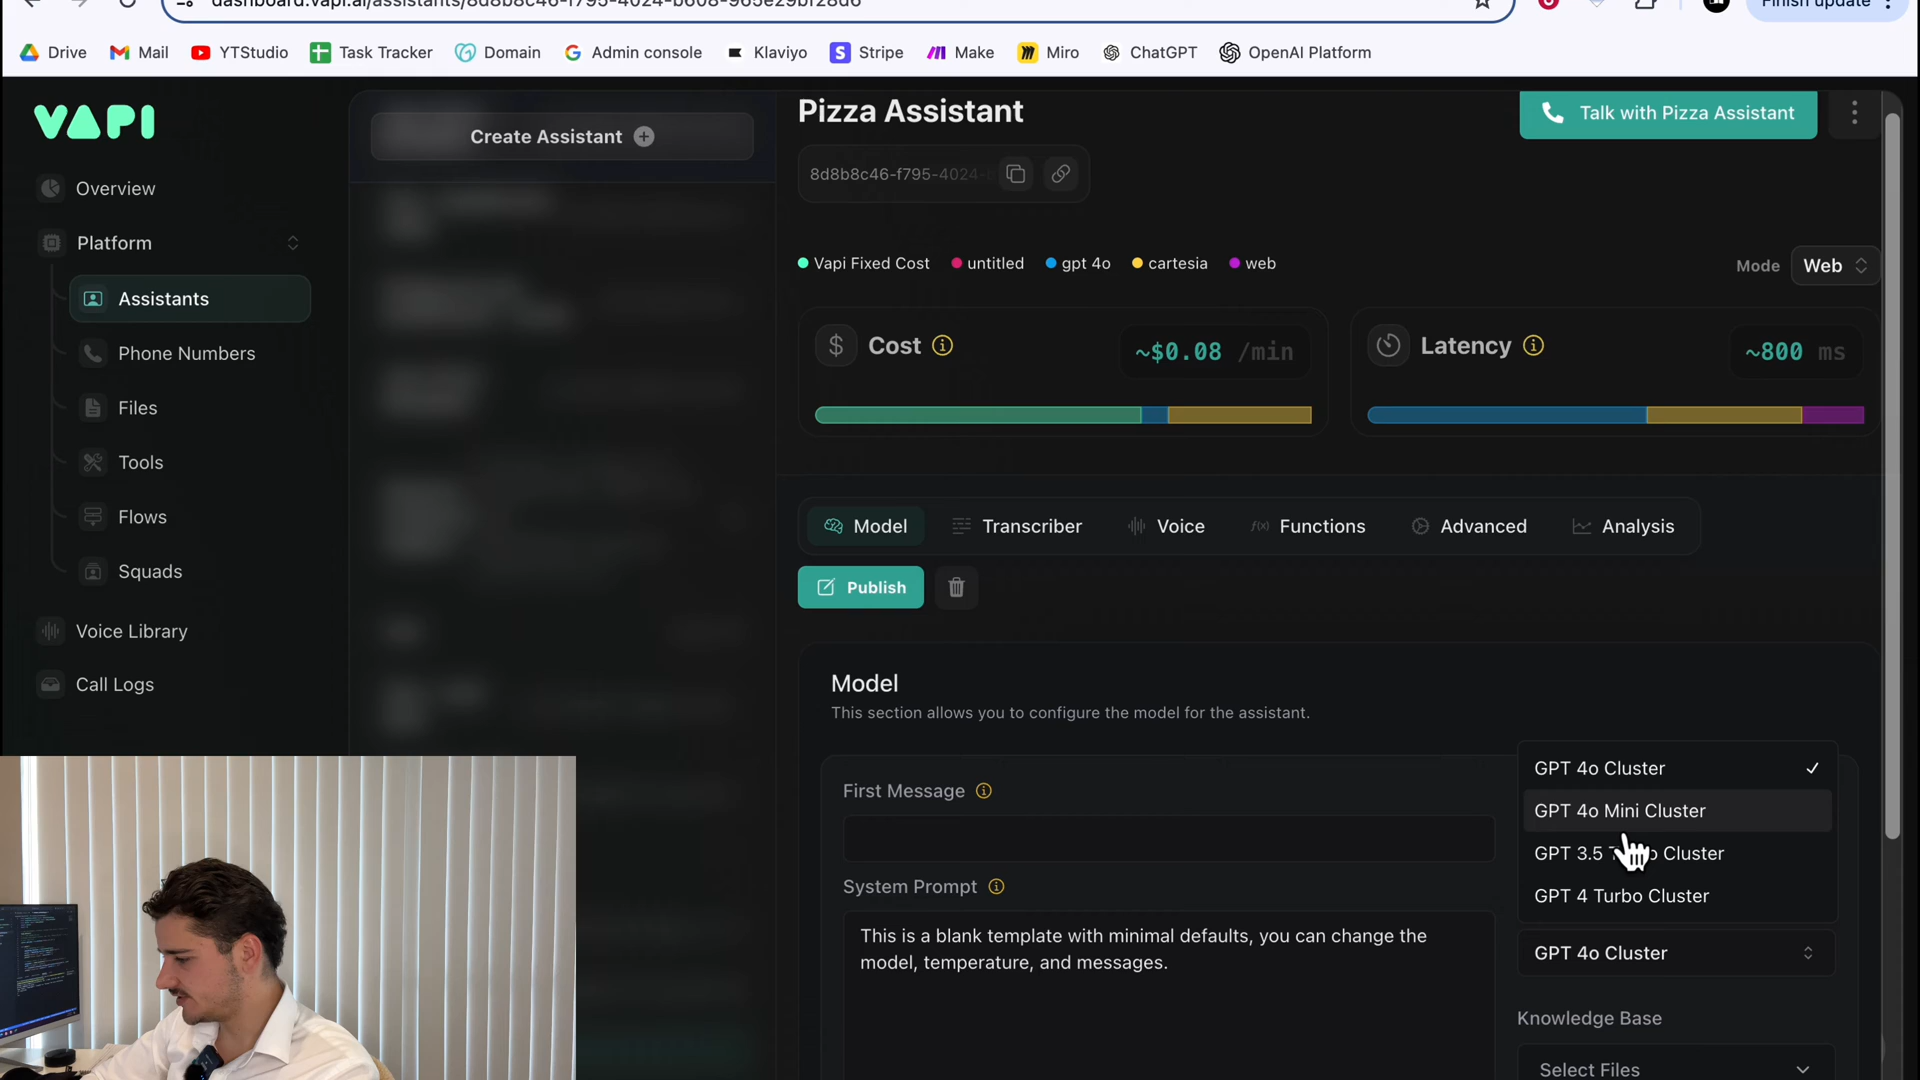 dashboard.vapi.ai/assistants/8d8b8c46-f795-4024-b608-965e29bf28d6
Finish update
Drive
Mail
YTStudio
Task Tracker
Domain
Admin console
Klaviyo
Stripe
Make
Miro
ChatGPT
OpenAI Platform
VAPI
Overview
Platform
Assistants
Phone Numbers
Files
Tools
Flows
Squads
Voice Library
Call Logs
Create Assistant
Pizza Assistant
Talk with Pizza Assistant
8d8b8c46-f795-4024-
Vapi Fixed Cost
untitled
gpt 4o
cartesia
web
Mode
Web
Cost
~$0.08 /min
Latency
~800 ms
Model
Transcriber
Voice
Functions
Advanced
Analysis
Publish
Model
This section allows you to configure the model for the assistant.
First Message
System Prompt
This is a blank template with minimal defaults, you can change the
model, temperature, and messages.
GPT 4o Cluster
GPT 4o Mini Cluster
GPT 3.5 Cluster
GPT 4 Turbo Cluster
GPT 4o Cluster
Knowledge Base
Select Files